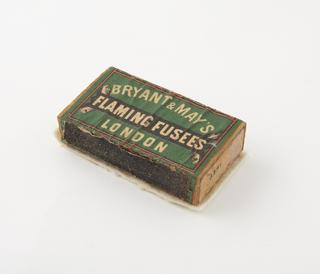 BRYANT & MAY'S
FLAMING FUSEES
LONDON